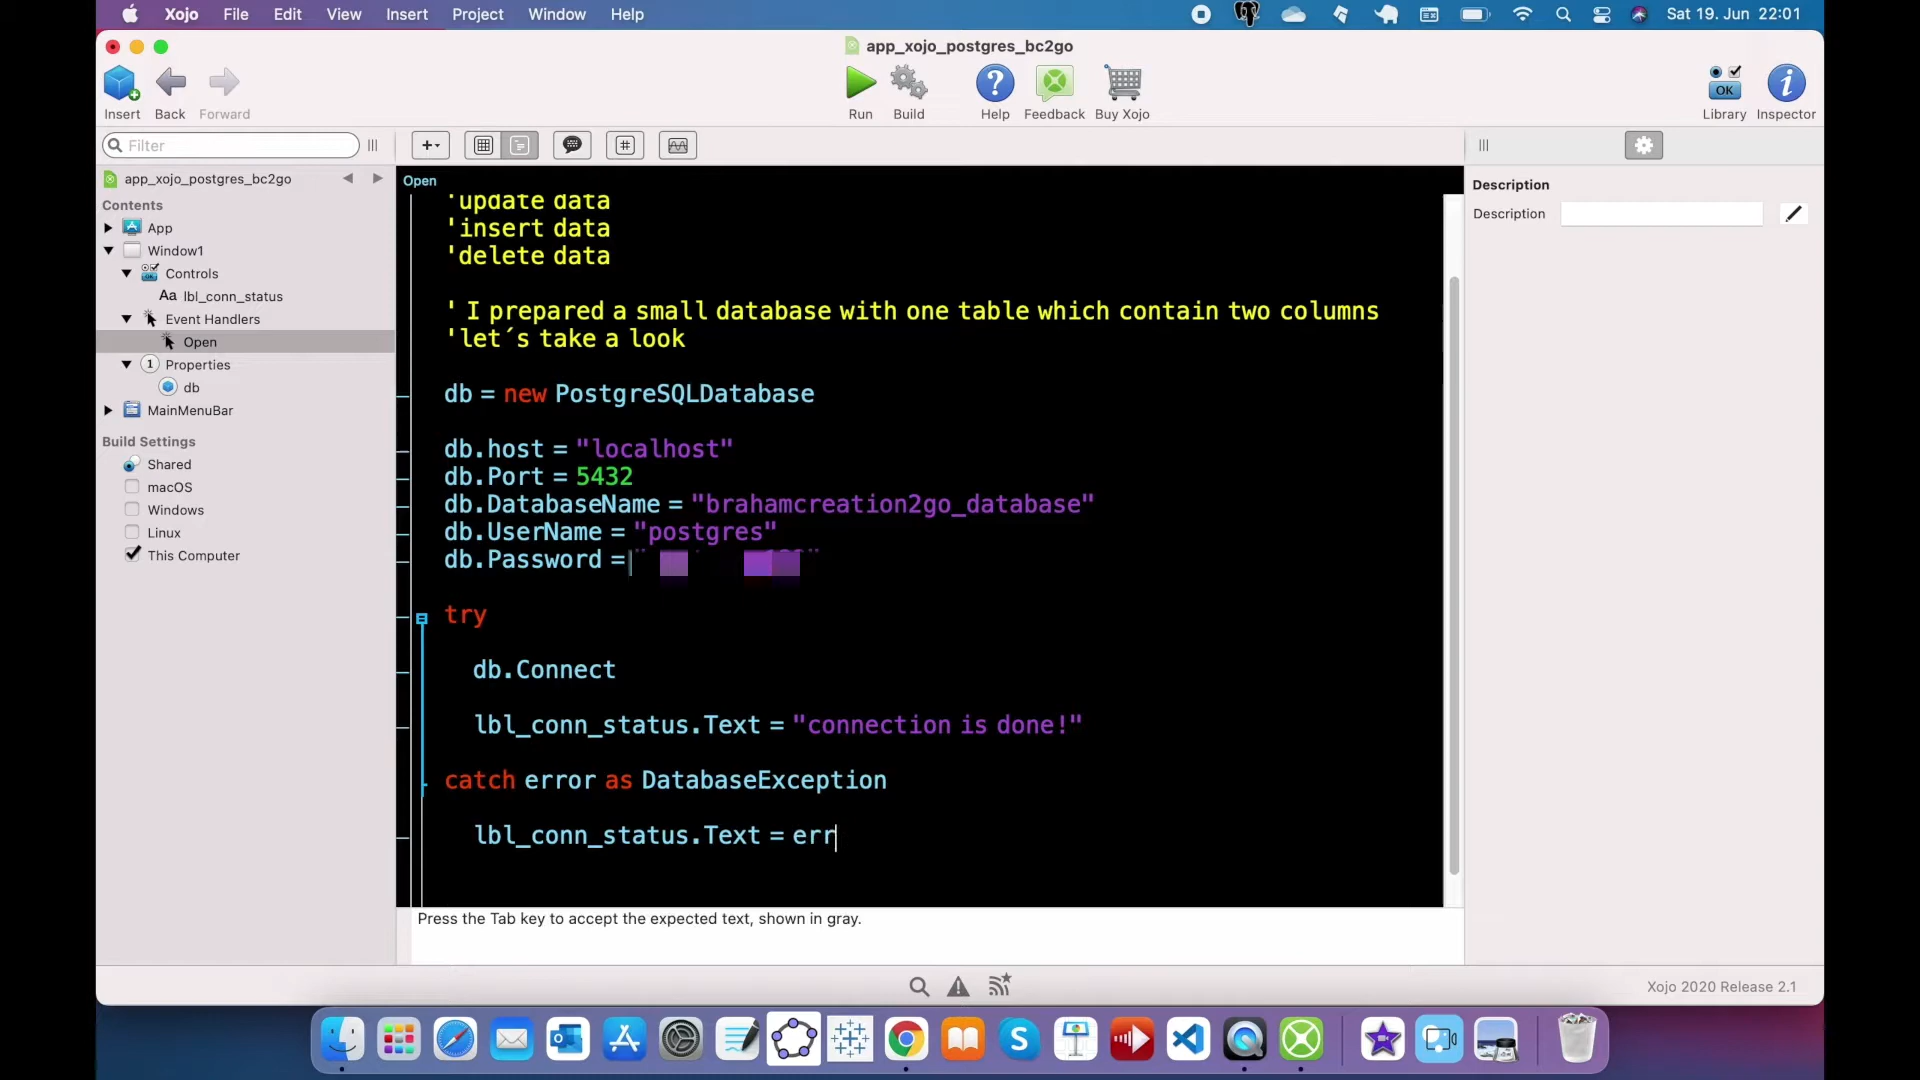 Xojo File Edit View Insert Project Window Help Sat 19. Jun 22:01
app_xojo_postgres_bc2go
OK
Insert Back Forward Run Build Help Feedback Buy Xojo Library Inspector
Filter
app_xojo_postgres_bc2go
Contents
App
Window1
Controls
Aa lbl_conn_status
Event Handlers
Open
1 Properties
db
MainMenuBar
Build Settings
Shared
macOS
Windows
Linux
This Computer
Open
'update data
'insert data
'delete data
' I prepared a small database with one table which contain two columns
'let´s take a look
db = new PostgreSQLDatabase
db.host = "localhost"
db.Port = 5432
db.DatabaseName = "brahamcreation2go_database"
db.UserName = "postgres"
db.Password =
try
db.Connect
lbl_conn_status.Text = "connection is done!"
catch error as DatabaseException
lbl_conn_status.Text = err
Press the Tab key to accept the expected text, shown in gray.
Description
Description
Xojo 2020 Release 2.1